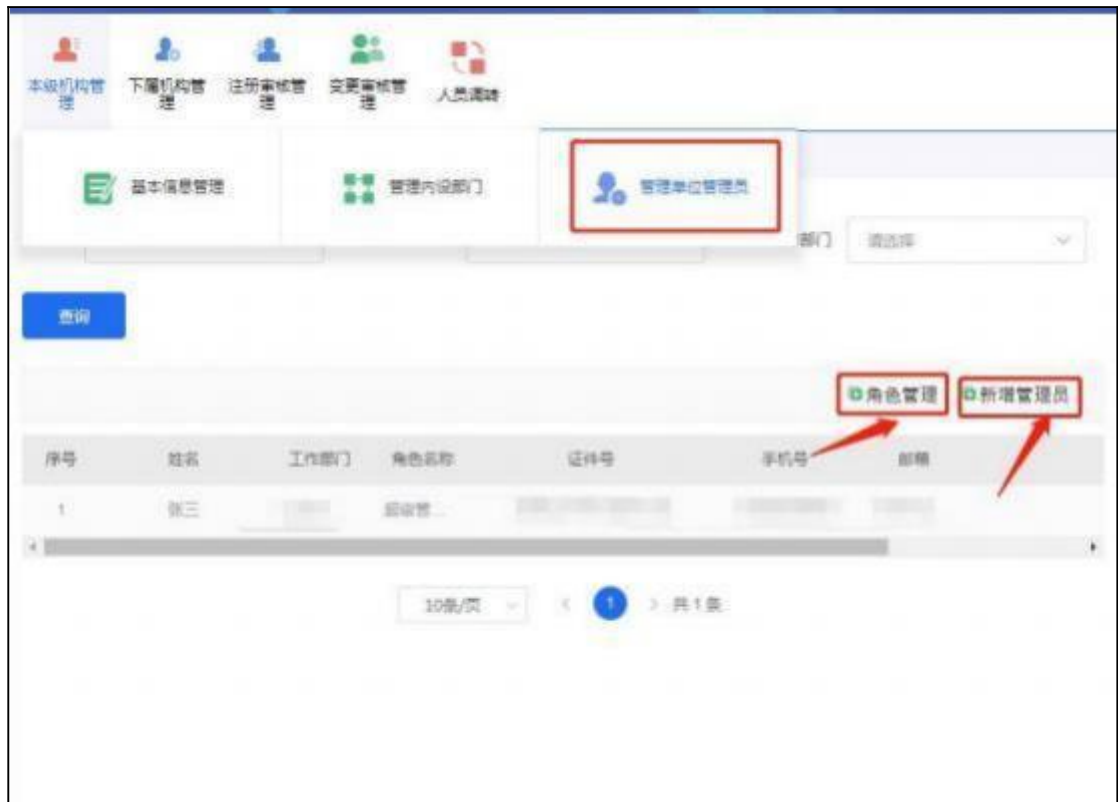 本级机构管
理
下属机构管
理
注册审核管
理
变更审核管
理
人员调转
基本信息管理
管理内设部门
管理单位管理员
部门
请选择
查询
角色管理
新增管理员
序号 姓名 工作部门 角色名称 证件号 手机号 邮箱
1 张三 超级管...
10条/页 1 共 1 条